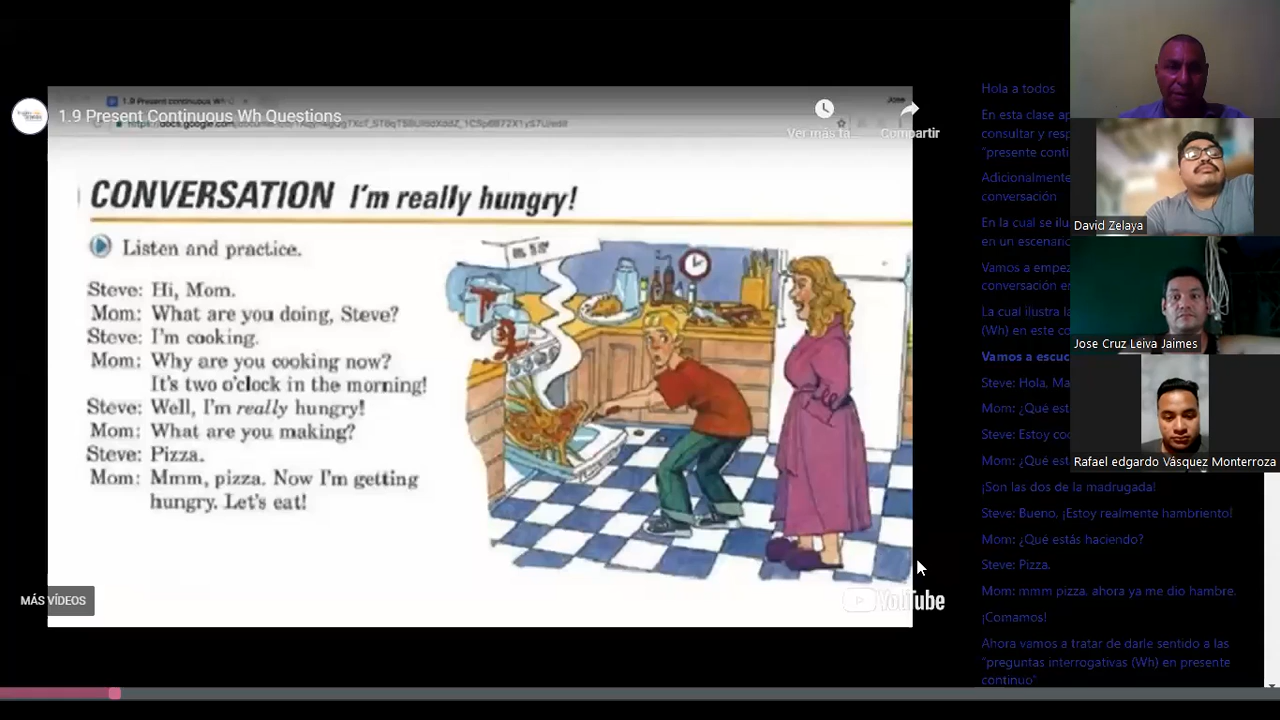 1.9 Present Continuous Wh Questions
Ver más ta...
Compartir
CONVERSATION I'm really hungry!
Listen and practice.
Steve: Hi, Mom.
Mom: What are you doing, Steve?
Steve: I'm cooking.
Mom: Why are you cooking now?
It's two o'clock in the morning!
Steve: Well, I'm really hungry!
Mom: What are you making?
Steve: Pizza.
Mom: Mmm, pizza. Now I'm getting
hungry. Let's eat!
MÁS VÍDEOS
YouTube
Hola a todos
En esta clase ap
consultar y resp
"presente conti
Adicionalmente
conversación
En la cual se ilu
en un escenario
Vamos a empez
conversación en
La cual ilustra la
(Wh) en este co
Vamos a escuc
Steve: Hola, Ma
Mom: ¿Qué est
Steve: Estoy coc
Mom: ¿Qué est
¡Son las dos de la madrugada!
Steve: Bueno, ¡Estoy realmente hambriento!
Mom: ¿Qué estás haciendo?
Steve: Pizza.
Mom: mmm pizza, ahora ya me dio hambre.
¡Comamos!
Ahora vamos a tratar de darle sentido a las
"preguntas interrogativas (Wh) en presente
continuo"
David Zelaya
Jose Cruz Leiva Jaimes
Rafael edgardo Vásquez Monterroza